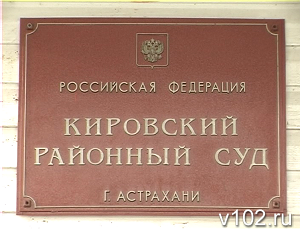 РОССИЙСКАЯ ФЕДЕРАЦИЯ
КИРОВСКИЙ
РАЙОННЫЙ СУД
Г. АСТРАХАНИ
v102.ru